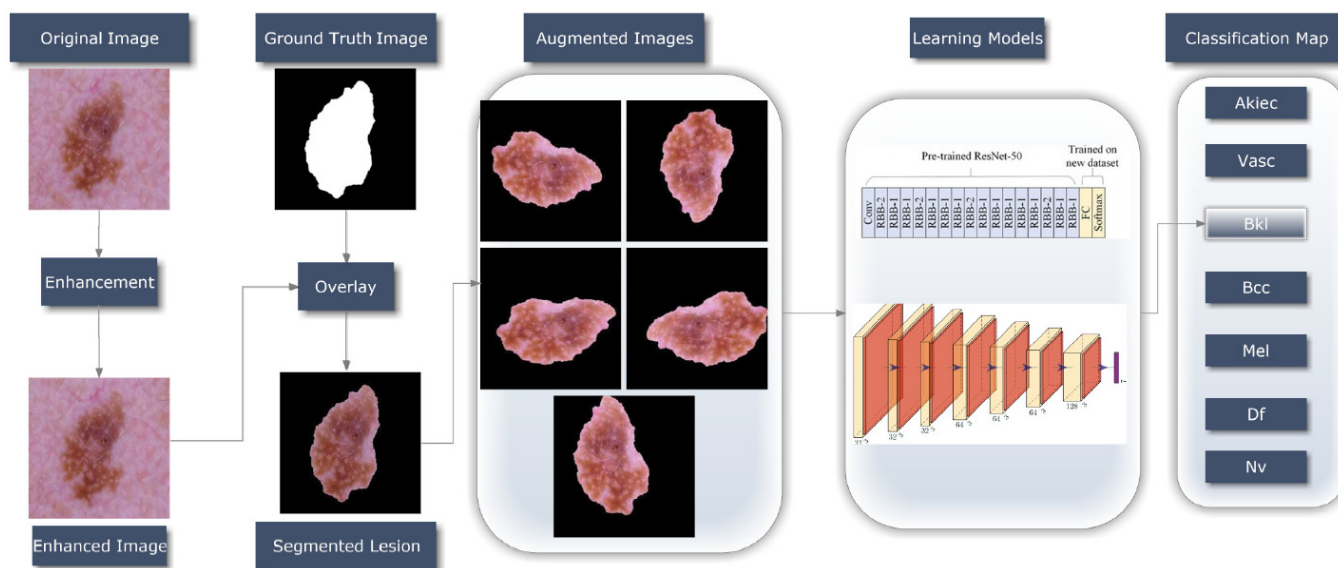 Original Image
Ground Truth Image
Augmented Images
Learning Models
Classification Map
Enhancement
Overlay
Enhanced Image
Segmented Lesion
Pre-trained ResNet-50
Trained on
new dataset
Conv
RBB-2
RBB-1
RBB-1
RBB-2
RBB-1
RBB-1
RBB-1
RBB-2
RBB-1
RBB-1
RBB-1
RBB-1
RBB-1
RBB-2
RBB-1
RBB-1
FC
Softmax
32
32
64
64
64
128
Akiec
Vasc
Bkl
Bcc
Mel
Df
Nv